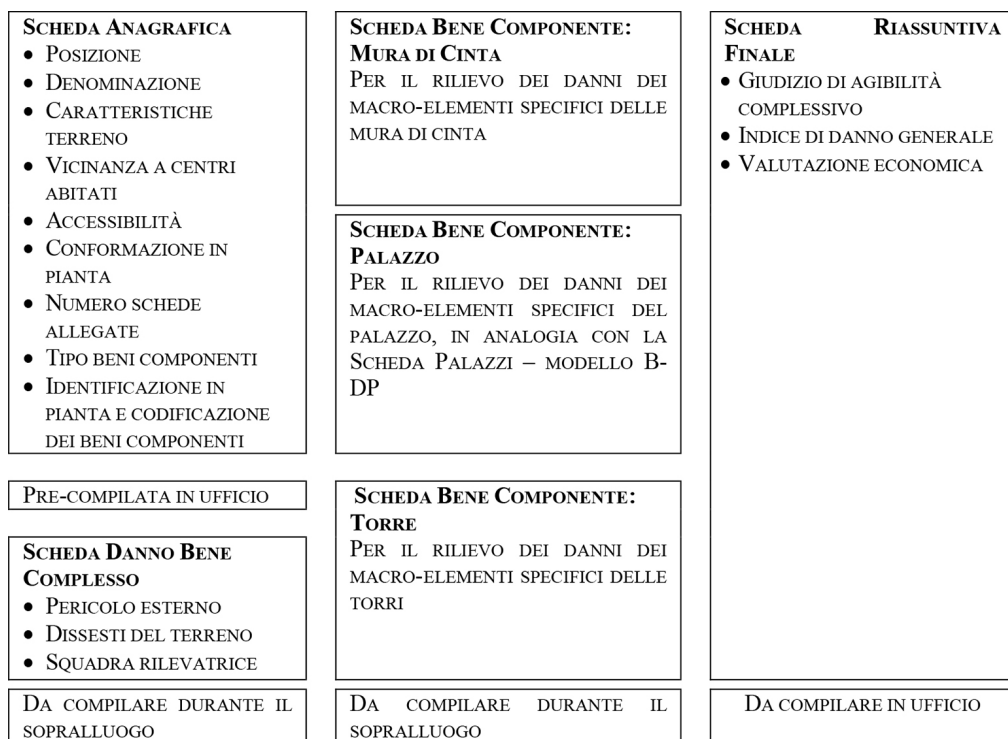 SCHEDA ANAGRAFICA
• POSIZIONE
• DENOMINAZIONE
• CARATTERISTICHE
TERRENO
• VICINANZA A CENTRI
ABITATI
• ACCESSIBILITÀ
• CONFORMAZIONE IN
PIANTA
• NUMERO SCHEDE
ALLEGATE
• TIPO BENI COMPONENTI
• IDENTIFICAZIONE IN
PIANTA E CODIFICAZIONE
DEI BENI COMPONENTI
PRE-COMPILATA IN UFFICIO
SCHEDA DANNO BENE
COMPLESSO
• PERICOLO ESTERNO
• DISSESTI DEL TERRENO
• SQUADRA RILEVATRICE
DA COMPILARE DURANTE IL
SOPRALLUOGO
SCHEDA BENE COMPONENTE:
MURA DI CINTA
PER IL RILIEVO DEI DANNI DEI
MACRO-ELEMENTI SPECIFICI DELLE
MURA DI CINTA
SCHEDA BENE COMPONENTE:
PALAZZO
PER IL RILIEVO DEI DANNI DEI
MACRO-ELEMENTI SPECIFICI DEL
PALAZZO, IN ANALOGIA CON LA
SCHEDA PALAZZI – MODELLO B-
DP
SCHEDA BENE COMPONENTE:
TORRE
PER IL RILIEVO DEI DANNI DEI
MACRO-ELEMENTI SPECIFICI DELLE
TORRI
DA COMPILARE DURANTE IL
SOPRALLUOGO
SCHEDA RIASSUNTIVA
FINALE
• GIUDIZIO DI AGIBILITÀ
COMPLESSIVO
• INDICE DI DANNO GENERALE
• VALUTAZIONE ECONOMICA
DA COMPILARE IN UFFICIO